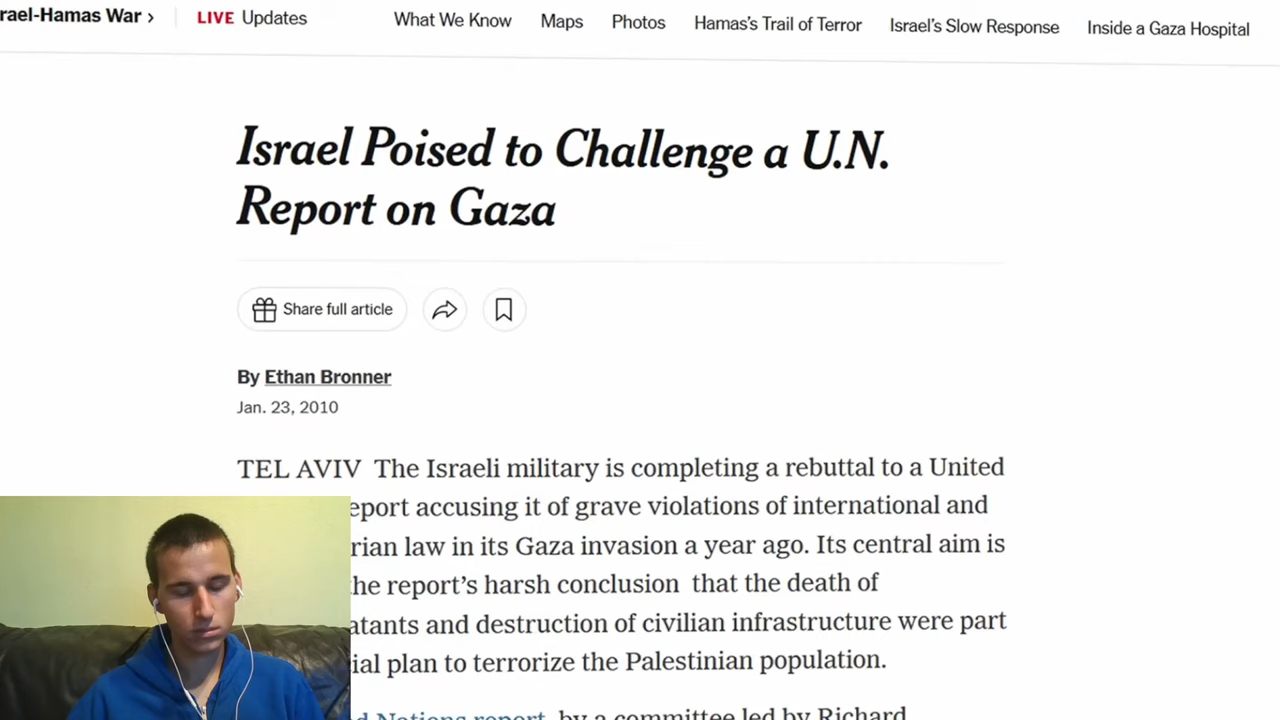 rael-Hamas War ›
LIVE Updates
What We Know
Maps
Photos
Hamas's Trail of Terror
Israel's Slow Response
Inside a Gaza Hospital
Israel Poised to Challenge a U.N.
Report on Gaza
Share full article
By Ethan Bronner
Jan. 23, 2010
TEL AVIV The Israeli military is completing a rebuttal to a United
eport accusing it of grave violations of international and
rian law in its Gaza invasion a year ago. Its central aim is
he report's harsh conclusion that the death of
atants and destruction of civilian infrastructure were part
ial plan to terrorize the Palestinian population.
d Nations report, by a committee led by Richard